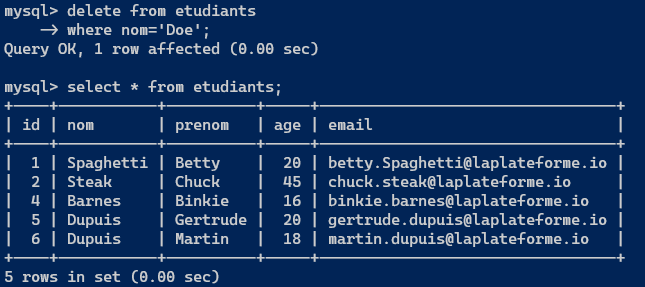 mysql> delete from etudiants
    -> where nom='Doe';
Query OK, 1 row affected (0.00 sec)

mysql> select * from etudiants;
+----+-----------+----------+-----+--------------------------------+
| id | nom       | prenom   | age | email                          |
+----+-----------+----------+-----+--------------------------------+
|  1 | Spaghetti | Betty    |  20 | betty.Spaghetti@laplateforme.io |
|  2 | Steak     | Chuck    |  45 | chuck.steak@laplateforme.io    |
|  4 | Barnes    | Binkie   |  16 | binkie.barnes@laplateforme.io  |
|  5 | Dupuis    | Gertrude |  20 | gertrude.dupuis@laplateforme.io |
|  6 | Dupuis    | Martin   |  18 | martin.dupuis@laplateforme.io  |
+----+-----------+----------+-----+--------------------------------+
5 rows in set (0.00 sec)